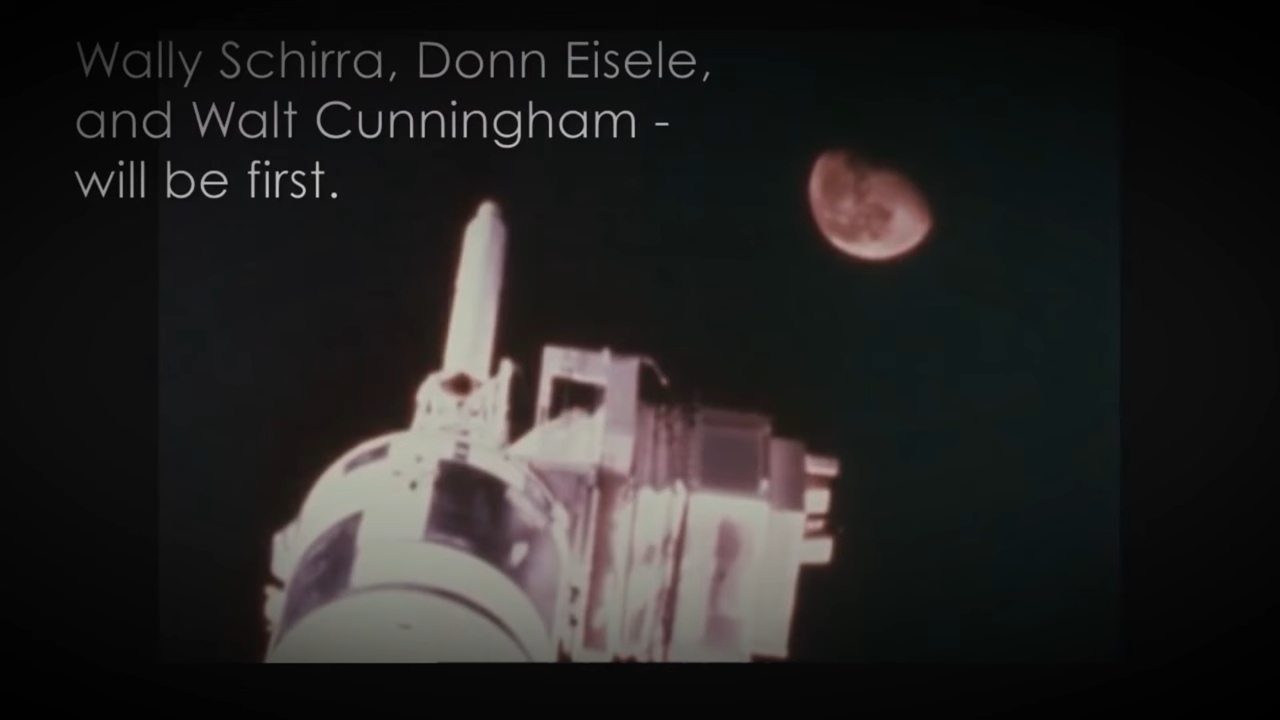 Wally Schirra, Donn Eisele,
and Walt Cunningham -
will be first.